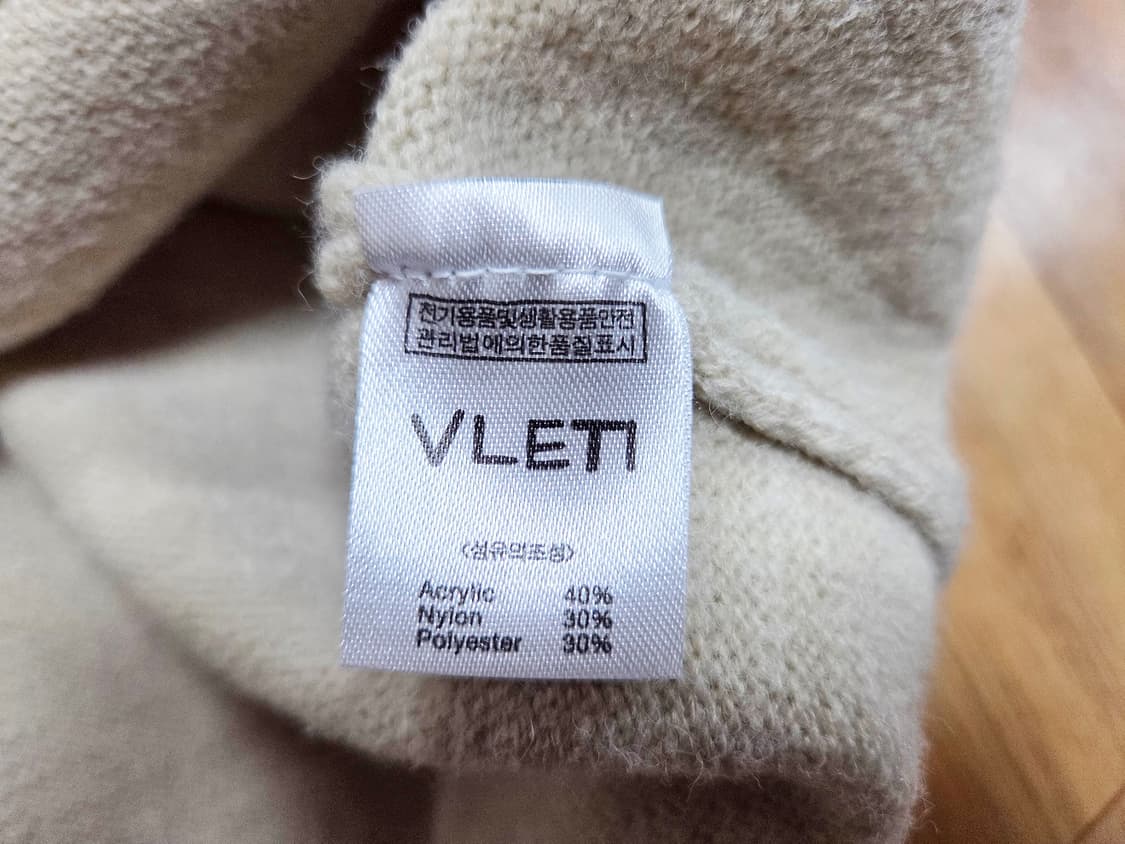 전기용품및생활용품안전
관리법에의한품질표시
VLETI
<섬유의조성>
Acrylic 40%
Nylon 30%
Polyester 30%